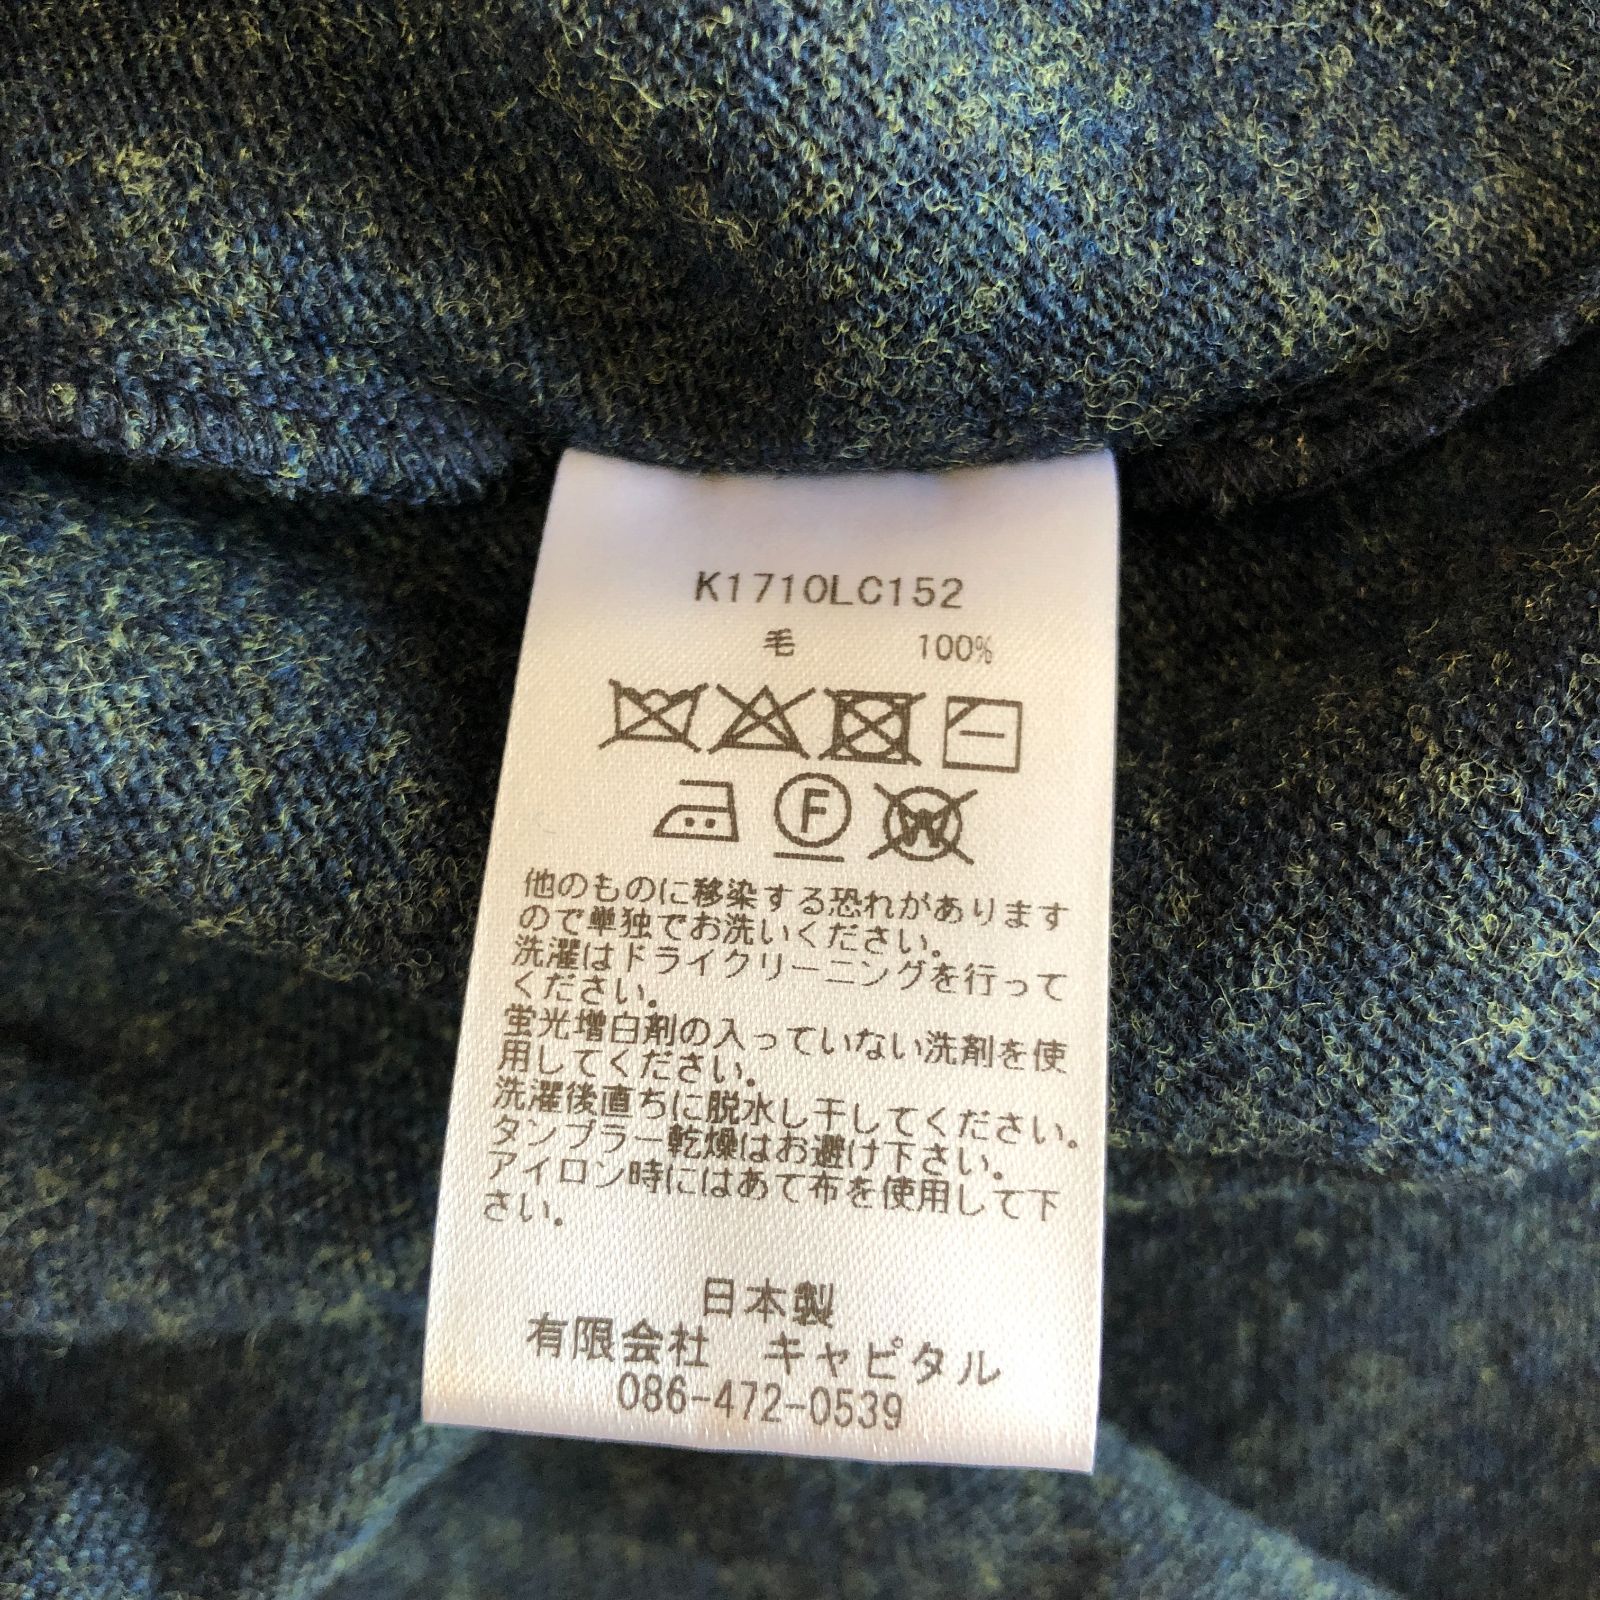 K1710LC152
毛 100%
F
W
他のものに移染する恐れがあります
ので単独でお洗いください。
洗濯はドライクリーニングを行って
ください。
蛍光増白剤の入っていない洗剤を使
用してください。
洗濯後直ちに脱水し干してください。
タンブラー乾燥はお避け下さい。
アイロン時にはあて布を使用して下
さい。
日本製
有限会社 キャピタル
086-472-0539